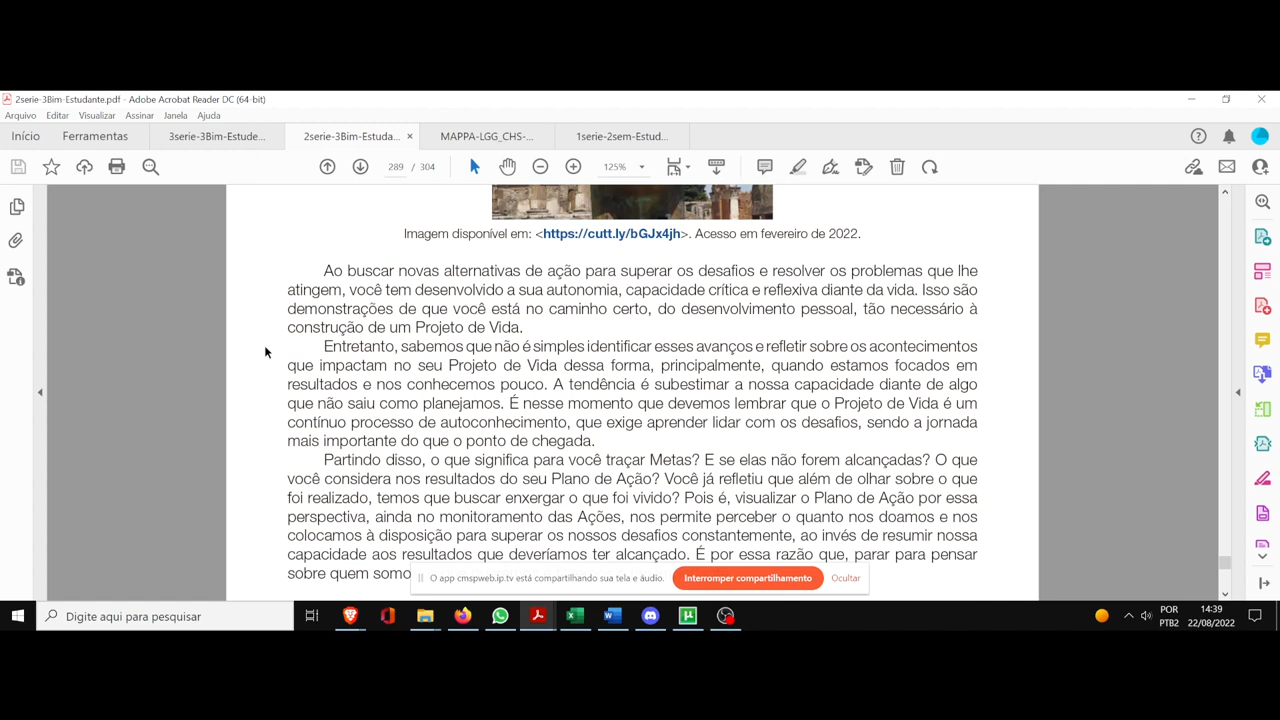 2serie-3Bim-Estudante.pdf - Adobe Acrobat Reader DC (64-bit)
Arquivo Editar Visualizar Assinar Janela Ajuda
Início Ferramentas 3serie-3Bim-Estude... 2serie-3Bim-Estuda... × MAPPA-LGG_CHS-... 1serie-2sem-Estud...
289 / 304 125%
Imagem disponível em: <https://cutt.ly/bGJx4jh>. Acesso em fevereiro de 2022.
Ao buscar novas alternativas de ação para superar os desafios e resolver os problemas que lhe
atingem, você tem desenvolvido a sua autonomia, capacidade crítica e reflexiva diante da vida. Isso são
demonstrações de que você está no caminho certo, do desenvolvimento pessoal, tão necessário à
construção de um Projeto de Vida.
Entretanto, sabemos que não é simples identificar esses avanços e refletir sobre os acontecimentos
que impactam no seu Projeto de Vida dessa forma, principalmente, quando estamos focados em
resultados e nos conhecemos pouco. A tendência é subestimar a nossa capacidade diante de algo
que não saiu como planejamos. É nesse momento que devemos lembrar que o Projeto de Vida é um
contínuo processo de autoconhecimento, que exige aprender lidar com os desafios, sendo a jornada
mais importante do que o ponto de chegada.
Partindo disso, o que significa para você traçar Metas? E se elas não forem alcançadas? O que
você considera nos resultados do seu Plano de Ação? Você já refletiu que além de olhar sobre o que
foi realizado, temos que buscar enxergar o que foi vivido? Pois é, visualizar o Plano de Ação por essa
perspectiva, ainda no monitoramento das Ações, nos permite perceber o quanto nos doamos e nos
colocamos à disposição para superar os nossos desafios constantemente, ao invés de resumir nossa
capacidade aos resultados que deveríamos ter alcançado. É por essa razão que, parar para pensar
sobre quem somo
O app cmspweb.ip.tv está compartilhando sua tela e áudio. Interromper compartilhamento Ocultar
Digite aqui para pesquisar
POR 14:39
PTB2 22/08/2022